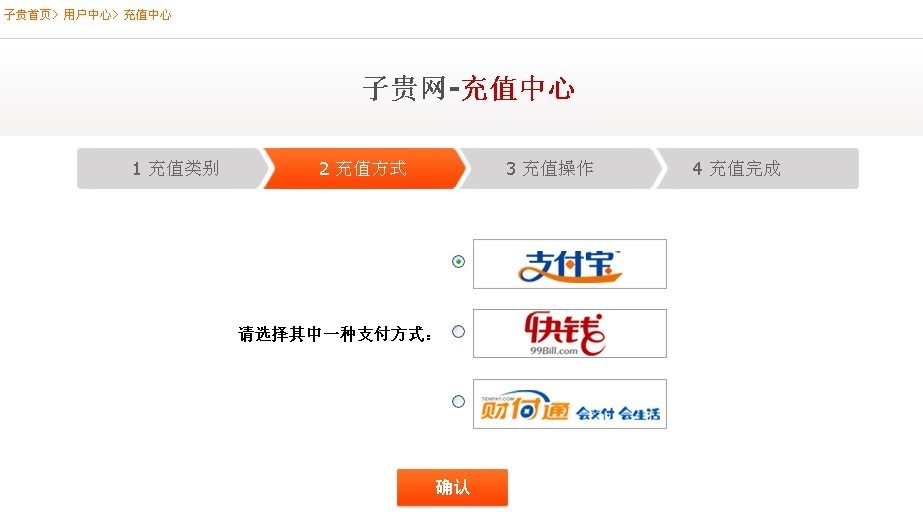 子贵首页> 用户中心> 充值中心
子贵网-充值中心
1 充值类别
2 充值方式
3 充值操作
4 充值完成
支付宝™
请选择其中一种支付方式：
快钱
99Bill.com
TENPAY.COM
财付通 会支付 会生活
确认